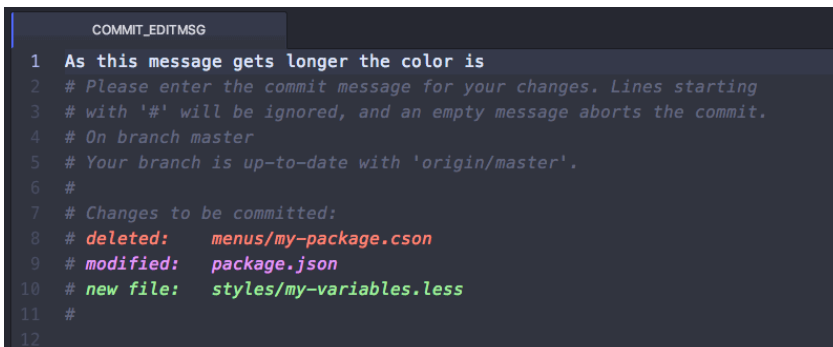 COMMIT_EDITMSG
1 As this message gets longer the color is
2 # Please enter the commit message for your changes. Lines starting
3 # with '#' will be ignored, and an empty message aborts the commit.
4 # On branch master
5 # Your branch is up-to-date with 'origin/master'.
6 #
7 # Changes to be committed:
8 # deleted:    menus/my-package.cson
9 # modified:   package.json
10 # new file:   styles/my-variables.less
11 #
12